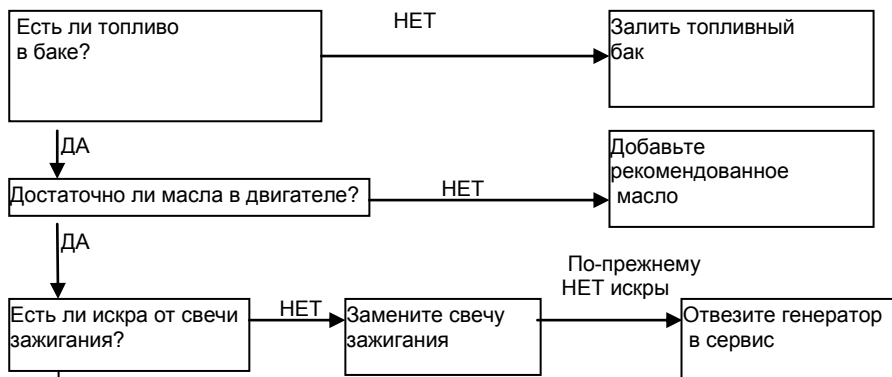 Есть ли топливо
в баке?
НЕТ
Залить топливный
бак
ДА
Достаточно ли масла в двигателе?
НЕТ
Добавьте
рекомендованное
масло
ДА
Есть ли искра от свечи
зажигания?
НЕТ
Замените свечу
зажигания
По-прежнему
НЕТ искры
Отвезите генератор
в сервис